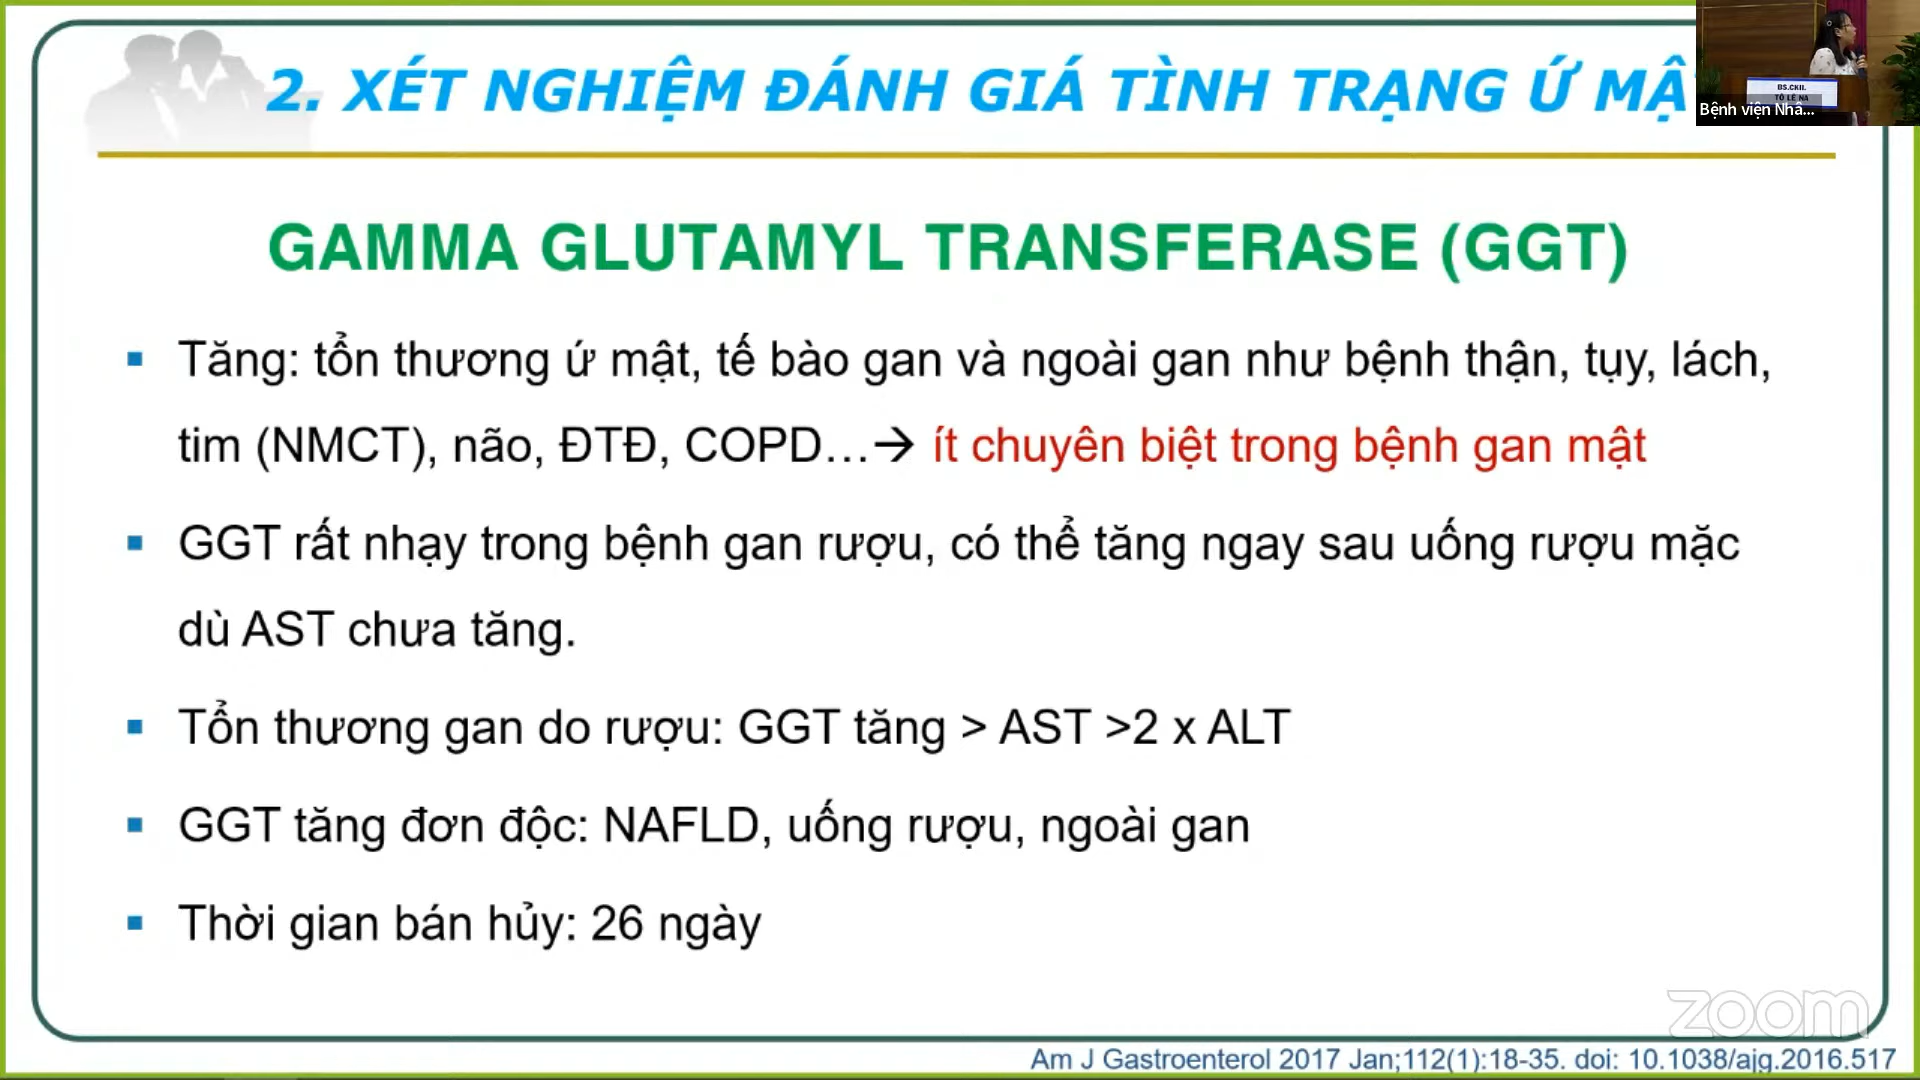 2. XÉT NGHIỆM ĐÁNH GIÁ TÌNH TRẠNG Ứ MẬ
BS.CKII.
TÔ LÊ NA
Bệnh viện Nhâ...
GAMMA GLUTAMYL TRANSFERASE (GGT)
▪ Tăng: tổn thương ứ mật, tế bào gan và ngoài gan như bệnh thận, tụy, lách,
tim (NMCT), não, ĐTĐ, COPD…→ ít chuyên biệt trong bệnh gan mật
▪ GGT rất nhạy trong bệnh gan rượu, có thể tăng ngay sau uống rượu mặc
dù AST chưa tăng.
▪ Tổn thương gan do rượu: GGT tăng > AST >2 x ALT
▪ GGT tăng đơn độc: NAFLD, uống rượu, ngoài gan
▪ Thời gian bán hủy: 26 ngày
zoom
Am J Gastroenterol 2017 Jan;112(1):18-35. doi: 10.1038/ajg.2016.517